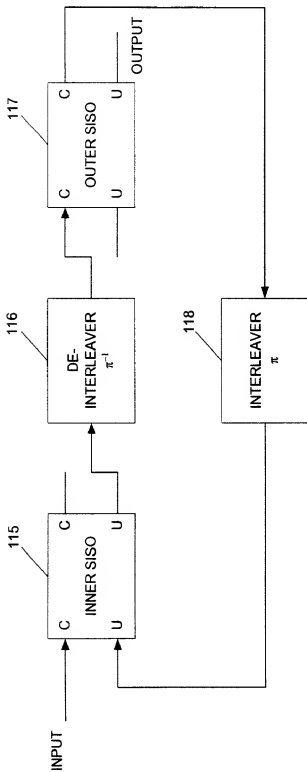 INPUT
115
C
C
INNER SISO
U
U
116
DE-
INTERLEAVER
π⁻¹
117
C
C
OUTER SISO
U
U
OUTPUT
118
INTERLEAVER
π